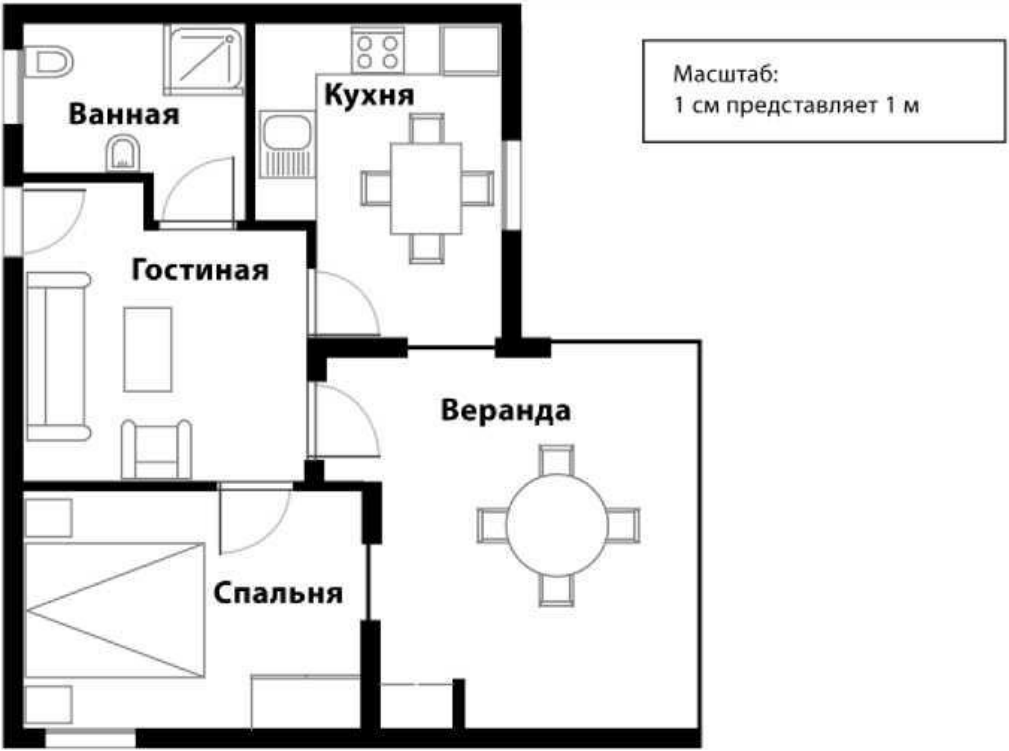 Ванная
Кухня
Масштаб:
1 см представляет 1 м
Гостиная
Веранда
Спальня